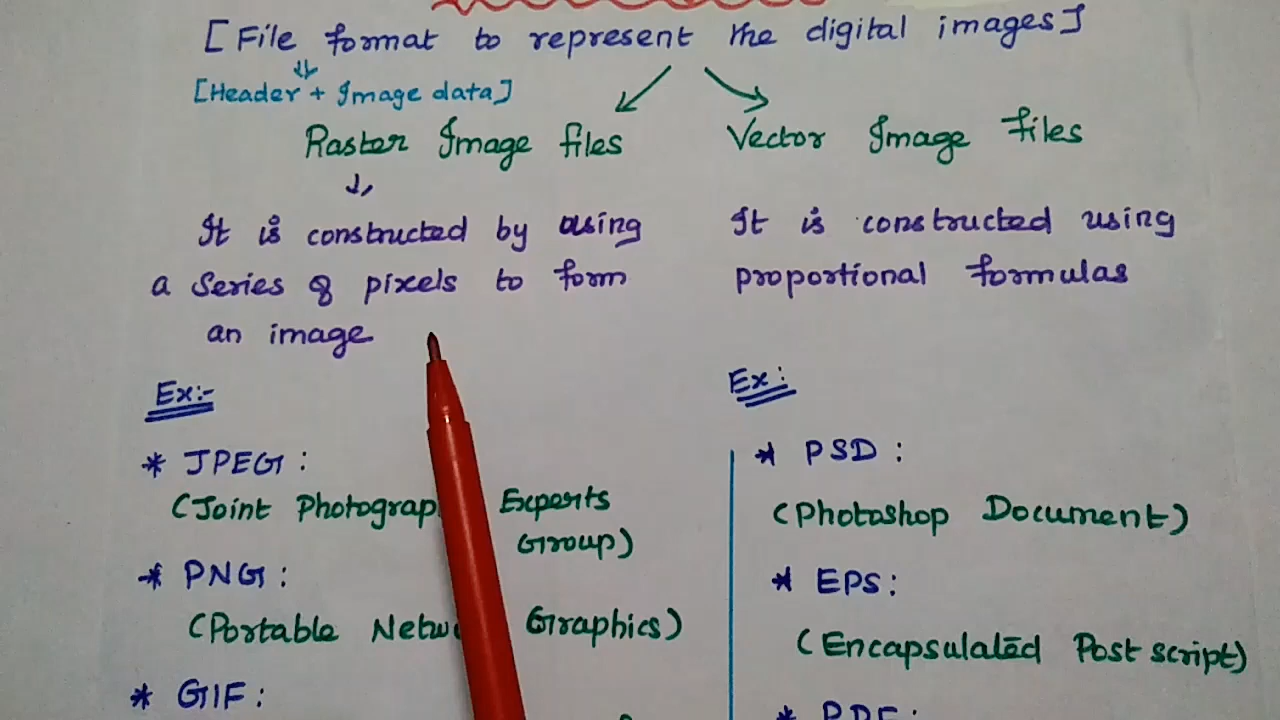 [File format to represent the digital images]
[Header + Image data]
Raster Image files
It is constructed by using
a Series of pixels to form
an image
Ex:-
* JPEG :
(Joint Photograp Experts
Group)
* PNG :
(Portable Netw Graphics)
* GIF :
Vector Image files
It is constructed using
proportional formulas
Ex :
* PSD :
(Photoshop Document)
* EPS :
(Encapsulated Post script)
* PDF :